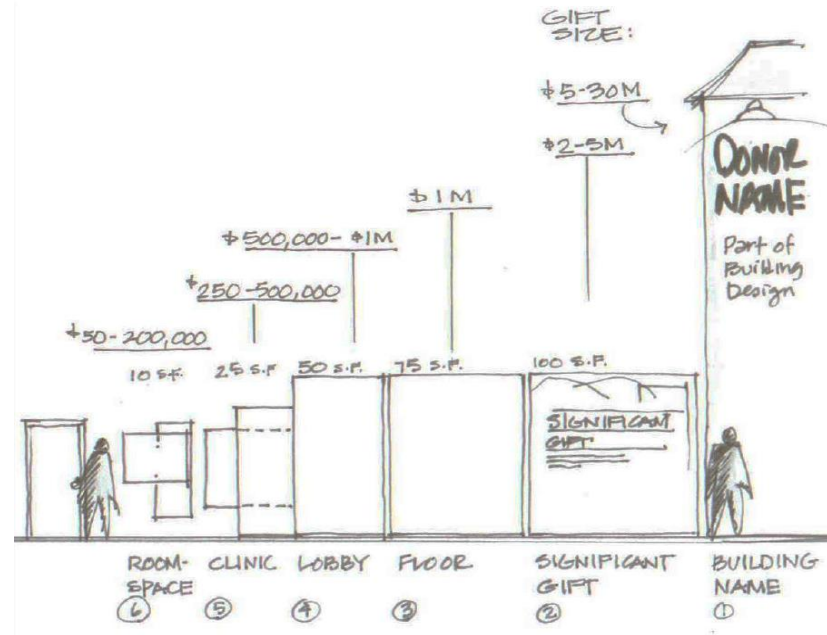 GIFT
SIZE:
$5-30M
$2-5M
$1M
$500,000-$1M
$250-500,000
$50-200,000
DONOR
NAME
Part of
Building
Design
10 S.F.
25 S.F
50 S.F.
75 S.F.
100 S.F.
SIGNIFICANT
GIFT
ROOM-
SPACE
6
CLINIC
5
LOBBY
4
FLOOR
3
SIGNIFICANT
GIFT
2
BUILDING
NAME
1